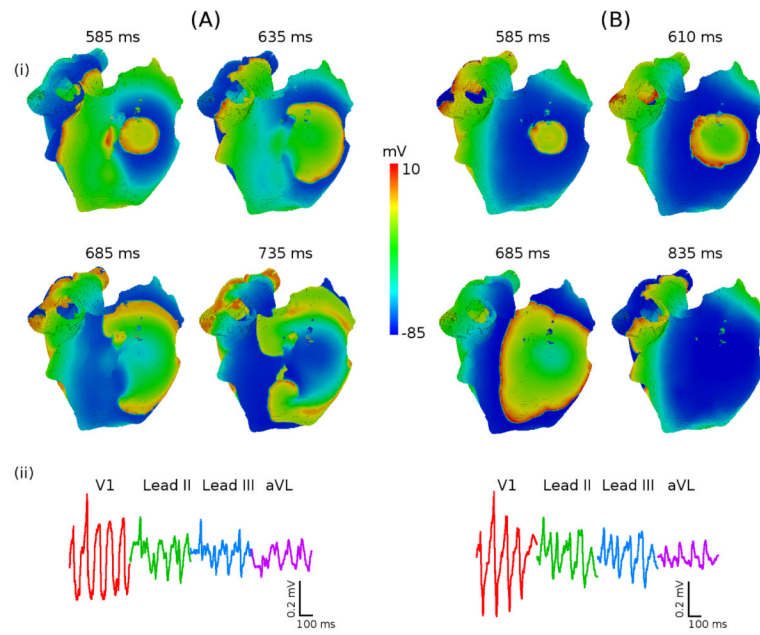 (A)
(B)
585 ms
635 ms
585 ms
610 ms
(i)
mV
10
-85
685 ms
735 ms
685 ms
835 ms
(ii)
V1
Lead II
Lead III
aVL
V1
Lead II
Lead III
aVL
0.2 mV
100 ms
0.2 mV
100 ms